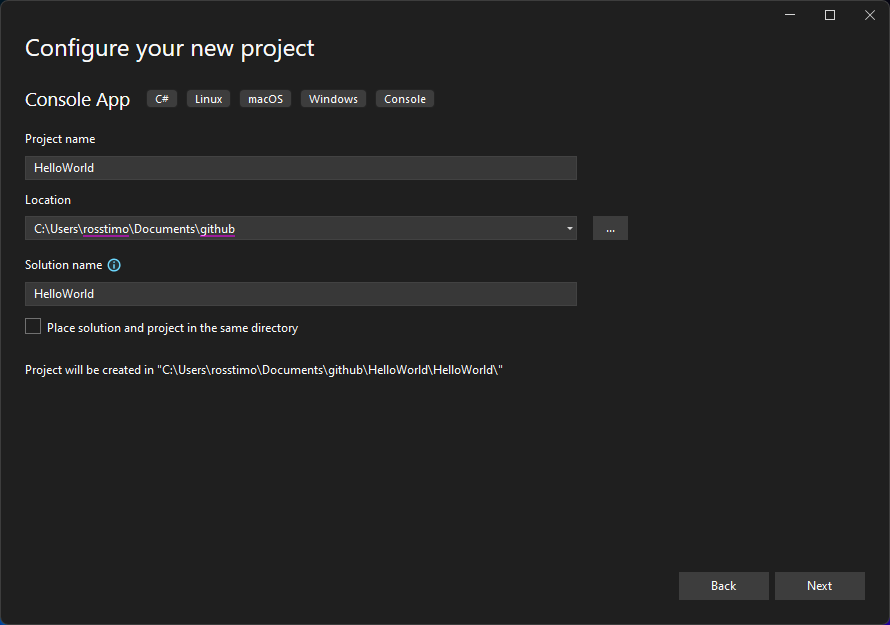 Configure your new project
Console App C# Linux macOS Windows Console
Project name
HelloWorld
Location
C:\Users\rosstimo\Documents\github ...
Solution name
HelloWorld
Place solution and project in the same directory
Project will be created in "C:\Users\rosstimo\Documents\github\HelloWorld\HelloWorld\"
Back Next